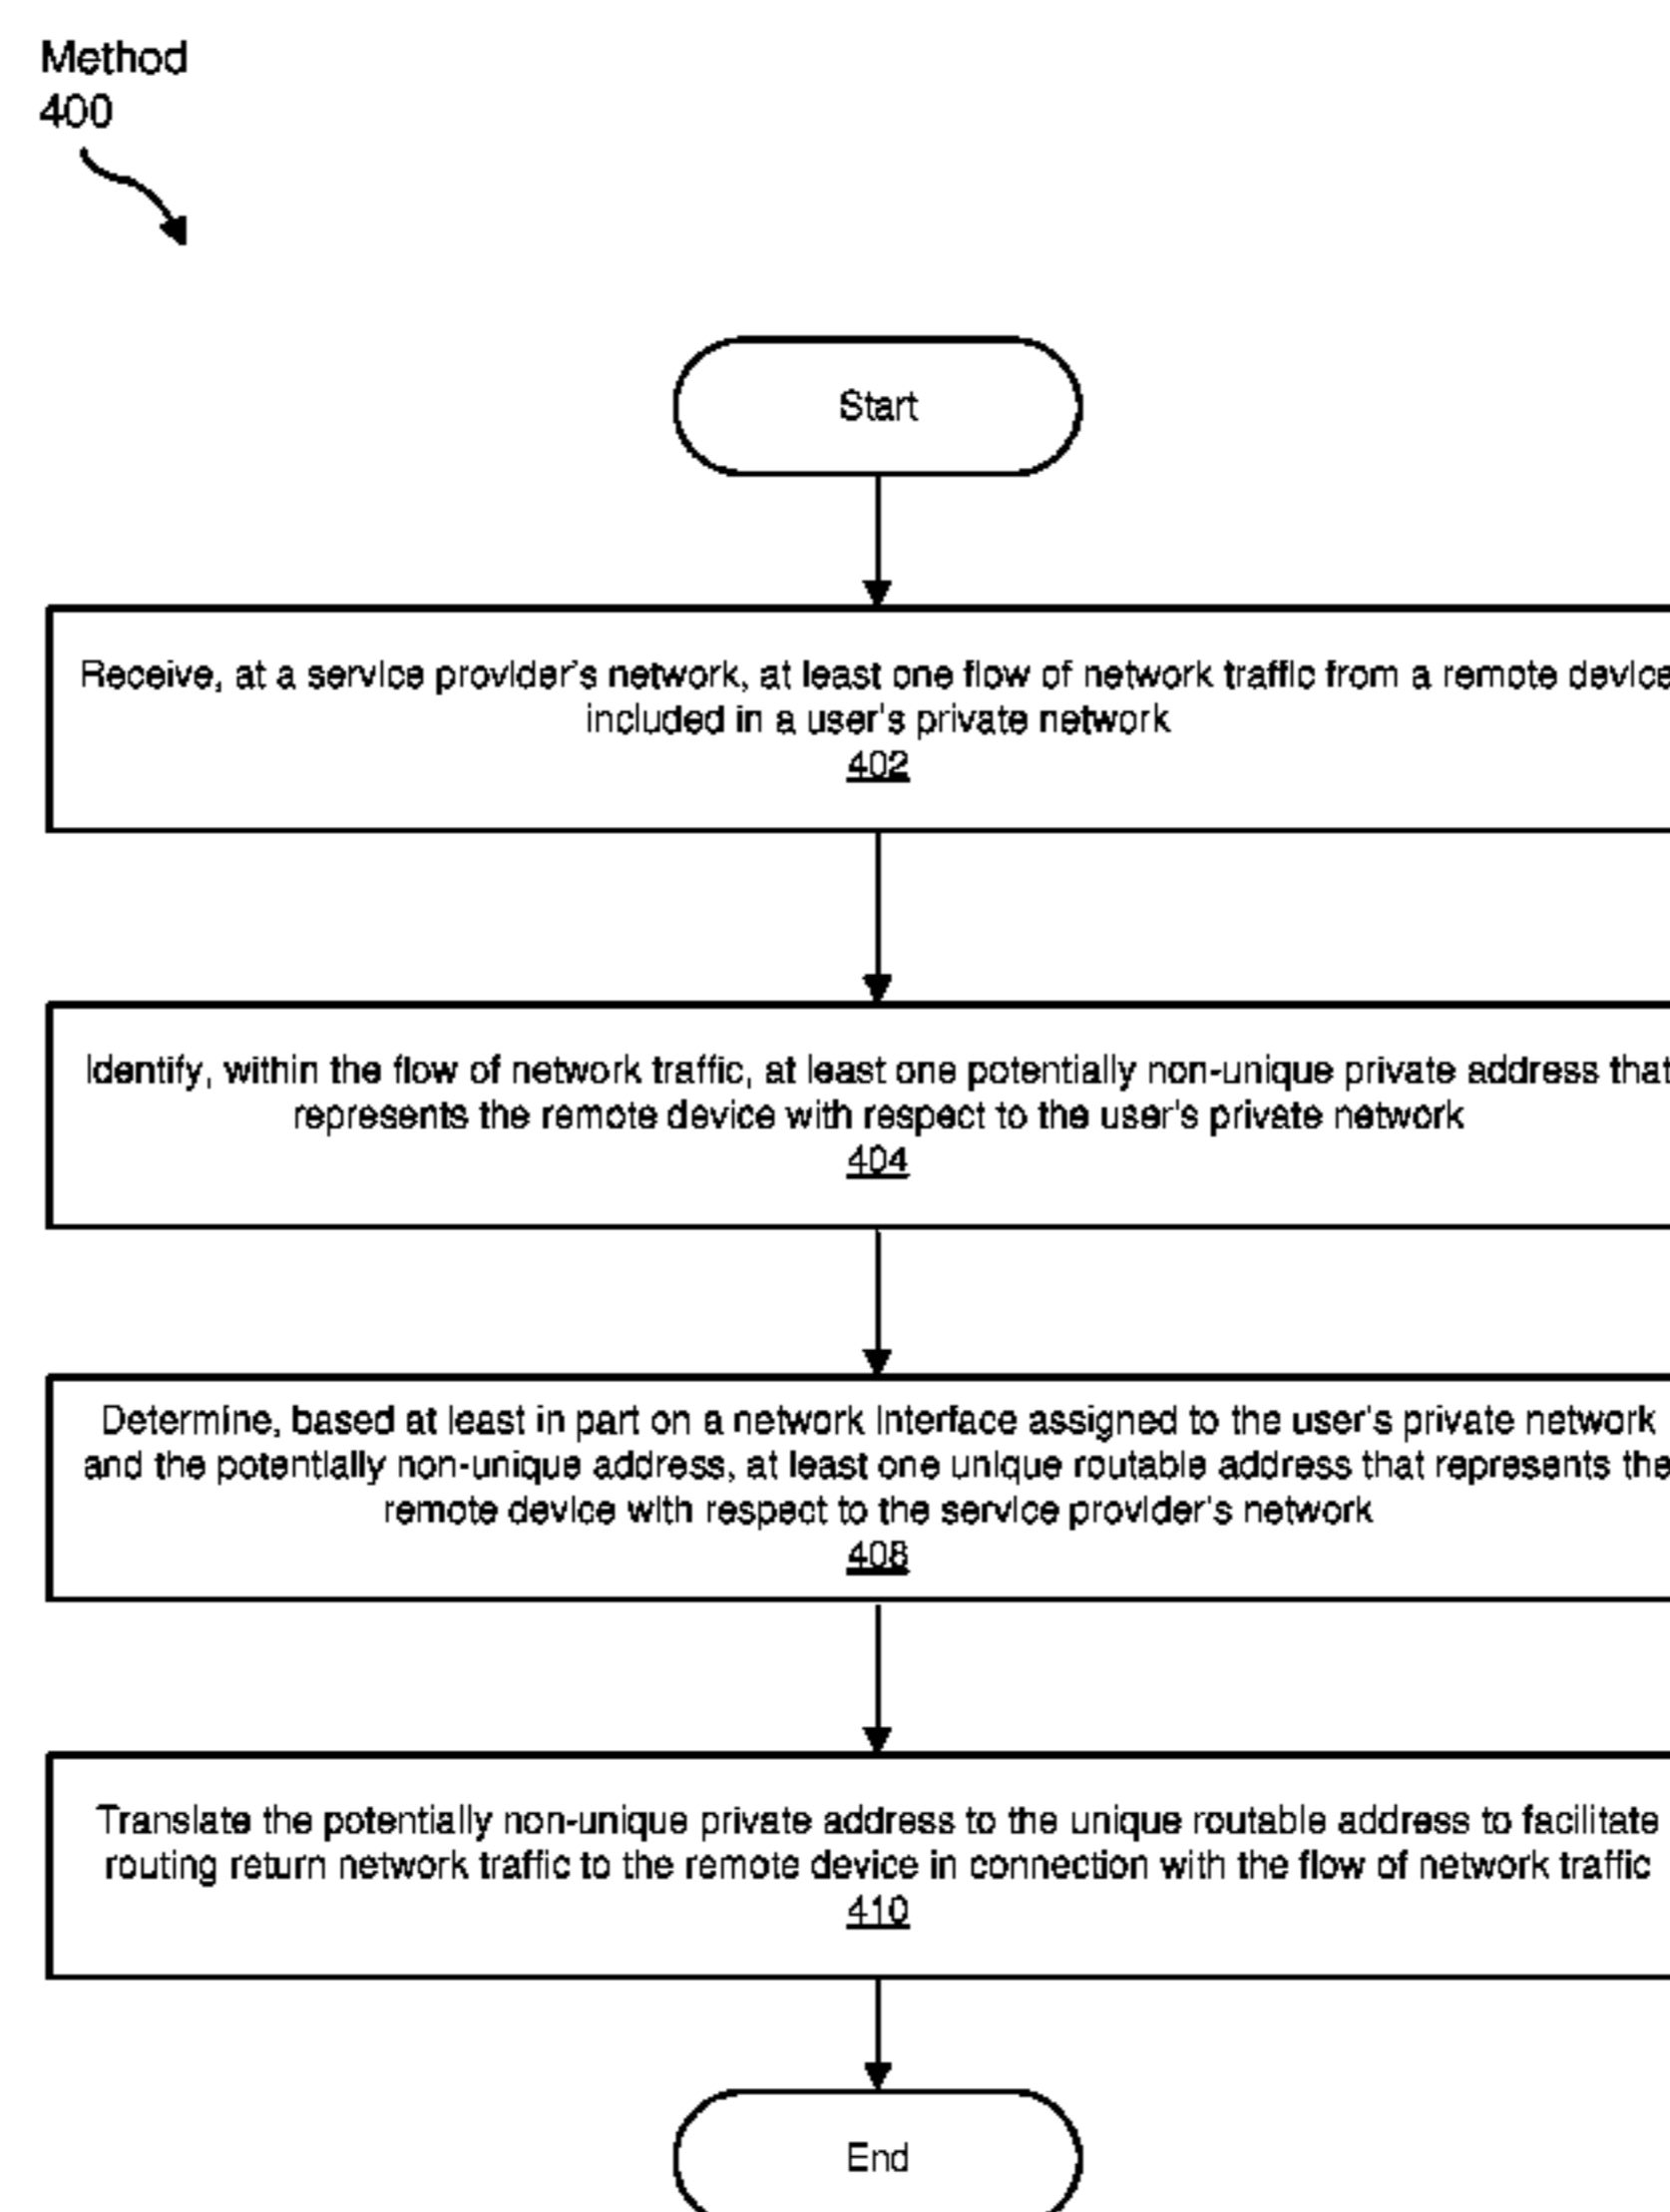 Method
400
Start
Receive, at a service provider's network, at least one flow of network traffic from a remote device
included in a user's private network
402
Identify, within the flow of network traffic, at least one potentially non-unique private address that
represents the remote device with respect to the user's private network
404
Determine, based at least in part on a network interface assigned to the user's private network
and the potentially non-unique address, at least one unique routable address that represents the
remote device with respect to the service provider's network
408
Translate the potentially non-unique private address to the unique routable address to facilitate
routing return network traffic to the remote device in connection with the flow of network traffic
410
End